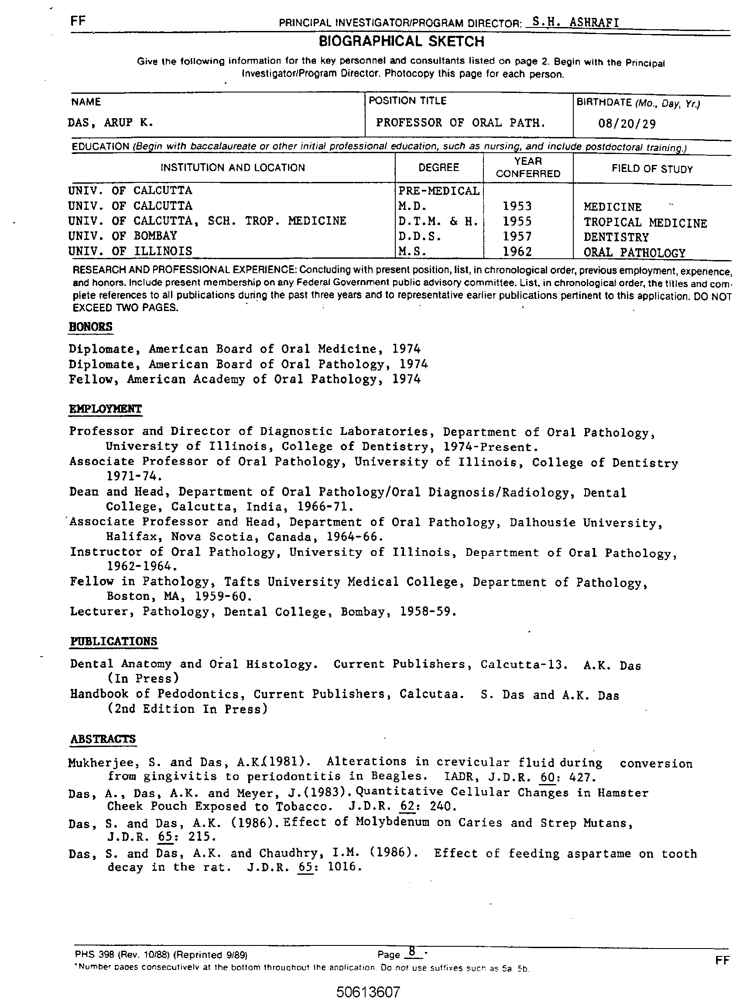 FF
PRINCIPAL INVESTIGATOR/PROGRAM DIRECTOR: S.H. ASHRAFI
BIOGRAPHICAL SKETCH
Give the following information for the key personnel and consultants listed on page 2. Begin with the Principal
Investigator/Program Director. Photocopy this page for each person.
NAME POSITION TITLE BIRTHDATE (Mo., Day, Yr.)
DAS, ARUP K. PROFESSOR OF ORAL PATH. 08/20/29
EDUCATION (Begin with baccalaureate or other initial professional education, such as nursing, and include postdoctoral training.)
INSTITUTION AND LOCATION DEGREE YEAR CONFERRED FIELD OF STUDY
UNIV. OF CALCUTTA PRE-MEDICAL
UNIV. OF CALCUTTA M.D. 1953 MEDICINE
UNIV. OF CALCUTTA, SCH. TROP. MEDICINE D.T.M. & H. 1955 TROPICAL MEDICINE
UNIV. OF BOMBAY D.D.S. 1957 DENTISTRY
UNIV. OF ILLINOIS M.S. 1962 ORAL PATHOLOGY
RESEARCH AND PROFESSIONAL EXPERIENCE: Concluding with present position, list, in chronological order, previous employment, experience,
and honors. Include present membership on any Federal Government public advisory committee. List, in chronological order, the titles and com-
plete references to all publications during the past three years and to representative earlier publications pertinent to this application. DO NOT
EXCEED TWO PAGES.
HONORS
Diplomate, American Board of Oral Medicine, 1974
Diplomate, American Board of Oral Pathology, 1974
Fellow, American Academy of Oral Pathology, 1974
EMPLOYMENT
Professor and Director of Diagnostic Laboratories, Department of Oral Pathology,
University of Illinois, College of Dentistry, 1974-Present.
Associate Professor of Oral Pathology, University of Illinois, College of Dentistry
1971-74.
Dean and Head, Department of Oral Pathology/Oral Diagnosis/Radiology, Dental
College, Calcutta, India, 1966-71.
Associate Professor and Head, Department of Oral Pathology, Dalhousie University,
Halifax, Nova Scotia, Canada, 1964-66.
Instructor of Oral Pathology, University of Illinois, Department of Oral Pathology,
1962-1964.
Fellow in Pathology, Tafts University Medical College, Department of Pathology,
Boston, MA, 1959-60.
Lecturer, Pathology, Dental College, Bombay, 1958-59.
PUBLICATIONS
Dental Anatomy and Oral Histology. Current Publishers, Calcutta-13. A.K. Das
(In Press)
Handbook of Pedodontics, Current Publishers, Calcutaa. S. Das and A.K. Das
(2nd Edition In Press)
ABSTRACTS
Mukherjee, S. and Das, A.K.(1981). Alterations in crevicular fluid during conversion
from gingivitis to periodontitis in Beagles. IADR, J.D.R. 60: 427.
Das, A., Das, A.K. and Meyer, J.(1983). Quantitative Cellular Changes in Hamster
Cheek Pouch Exposed to Tobacco. J.D.R. 62: 240.
Das, S. and Das, A.K. (1986). Effect of Molybdenum on Caries and Strep Mutans,
J.D.R. 65: 215.
Das, S. and Das, A.K. and Chaudhry, I.M. (1986). Effect of feeding aspartame on tooth
decay in the rat. J.D.R. 65: 1016.
PHS 398 (Rev. 10/88) (Reprinted 9/89) Page 8 *
*Number pages consecutively at the bottom throughout the application. Do not use suffixes such as 5a, 5b.
FF
50613607